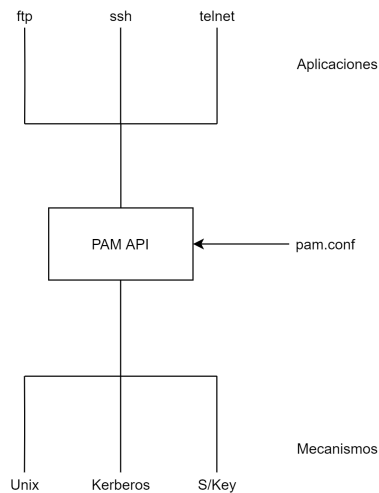 ftp ssh telnet
Aplicaciones
PAM API
pam.conf
Mecanismos
Unix Kerberos S/Key